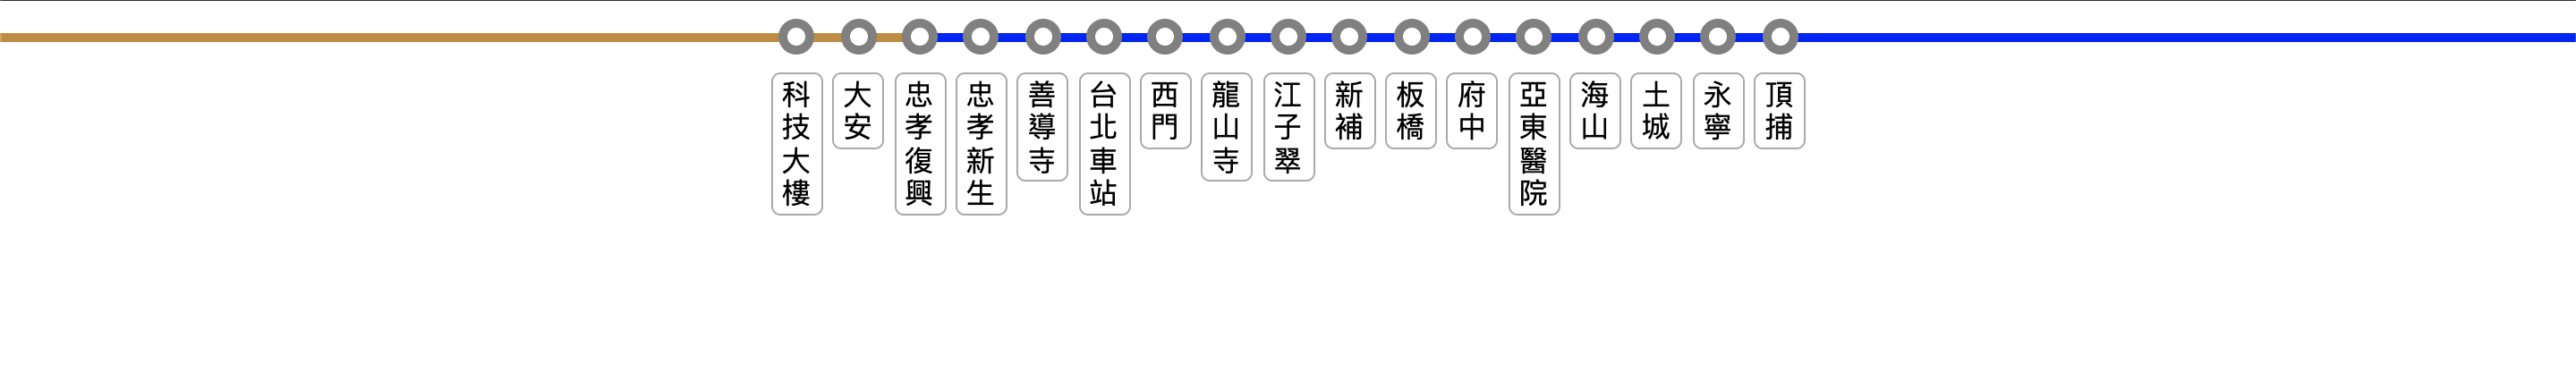 科技大樓
大安
忠孝復興
忠孝新生
善導寺
台北車站
西門
龍山寺
江子翠
新補
板橋
府中
亞東醫院
海山
土城
永寧
頂捕